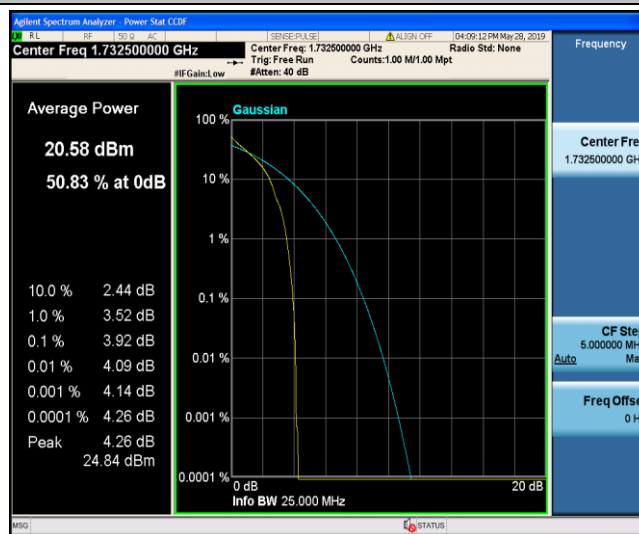 Agilent Spectrum Analyzer - Power Stat CCDF
RL RF 50 Ω AC SENSE:PULSE ALIGN OFF 04:09:12 PM May 28, 2019
Center Freq 1.732500000 GHz
Center Freq: 1.732500000 GHz Radio Std: None
Trig: Free Run Counts:1.00 M/1.00 Mpt
#IFGain:Low #Atten: 40 dB
Frequency
Average Power
20.58 dBm
50.83 % at 0dB
10.0 % 2.44 dB
1.0 % 3.52 dB
0.1 % 3.92 dB
0.01 % 4.09 dB
0.001 % 4.14 dB
0.0001 % 4.26 dB
Peak 4.26 dB
24.84 dBm
Gaussian
100 %
10 %
1 %
0.1 %
0.01 %
0.001 %
0.0001 %
0 dB 20 dB
Info BW 25.000 MHz
Center Fre
1.732500000 GH
CF Ste
5.000000 MH
Auto Ma
Freq Offse
0 H
MSG STATUS